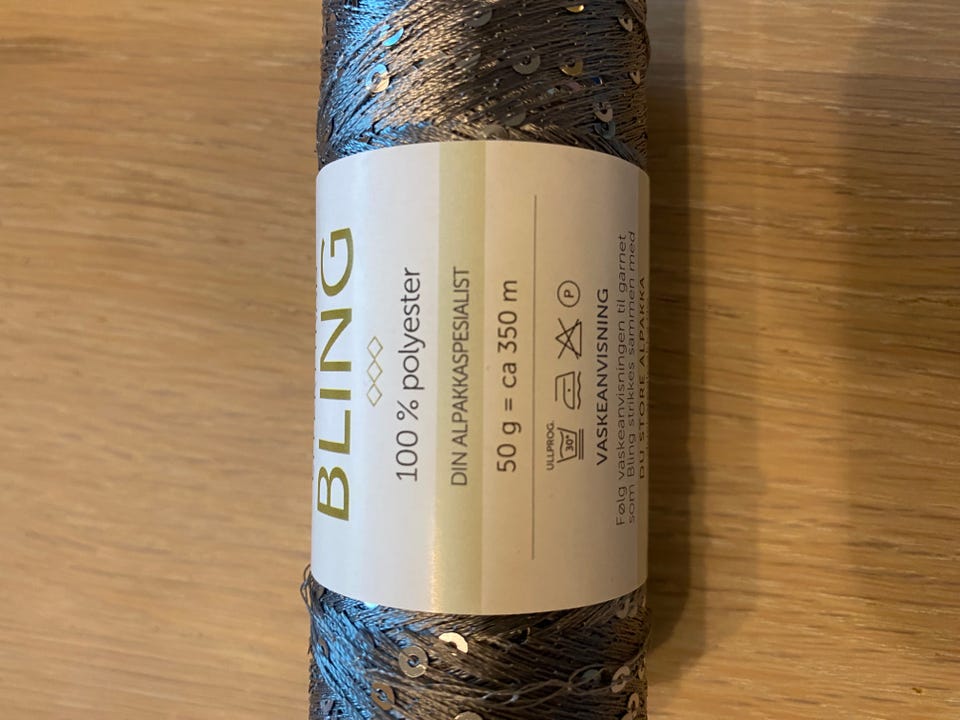 BLING
100 % polyester
DIN ALPAKKASPESIALIST
50 g = ca 350 m
ULLPROG.
30° P
VASKEANVISNING
Følg vaskeanvisningen til garnet
som Bling strikkes sammen med
DU STORE ALPAKKA